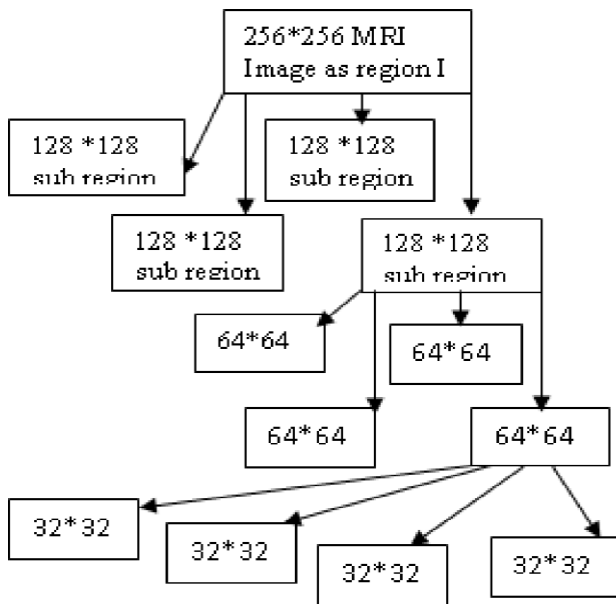 256*256 MRI
Image as region I
128 *128
sub region
128 *128
sub region
128 *128
sub region
128 *128
sub region
64*64
64*64
64*64
64*64
32*32
32*32
32*32
32*32